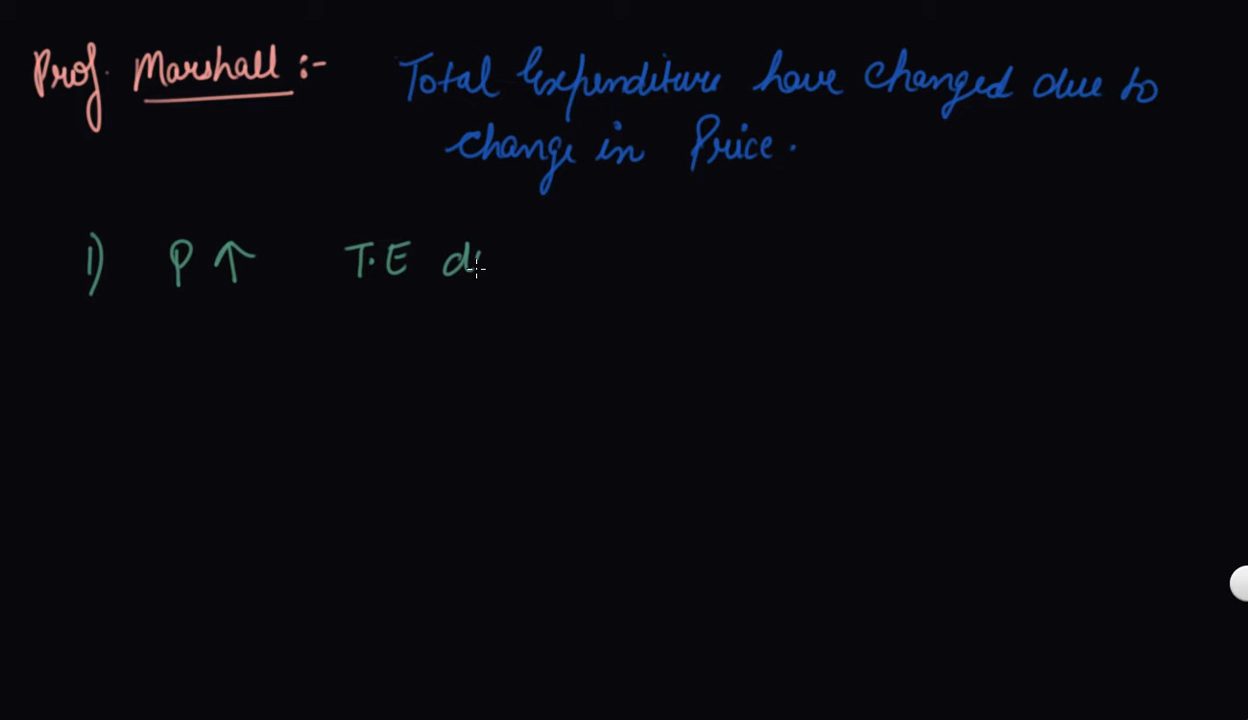 Prof. Marshall :- Total Expenditure have changed due to
change in Price.
1) P ↑ T.E d